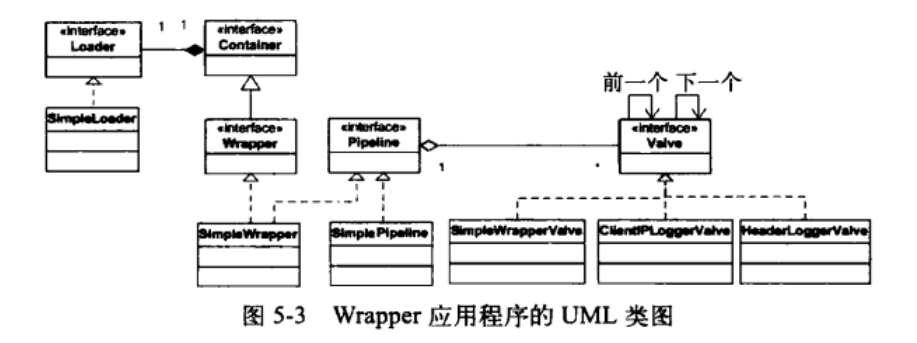 «interface»
Loader
1 1
«interface»
Container
SimpleLoader
«interface»
Wrapper
«interface»
Pipeline
1
*
前一个 下一个
«interface»
Valve
SimpleWrapper
SimplePipeline
SimpleWrapperValve
ClientIPLoggerValve
HeaderLoggerValve
图 5-3 Wrapper 应用程序的 UML 类图